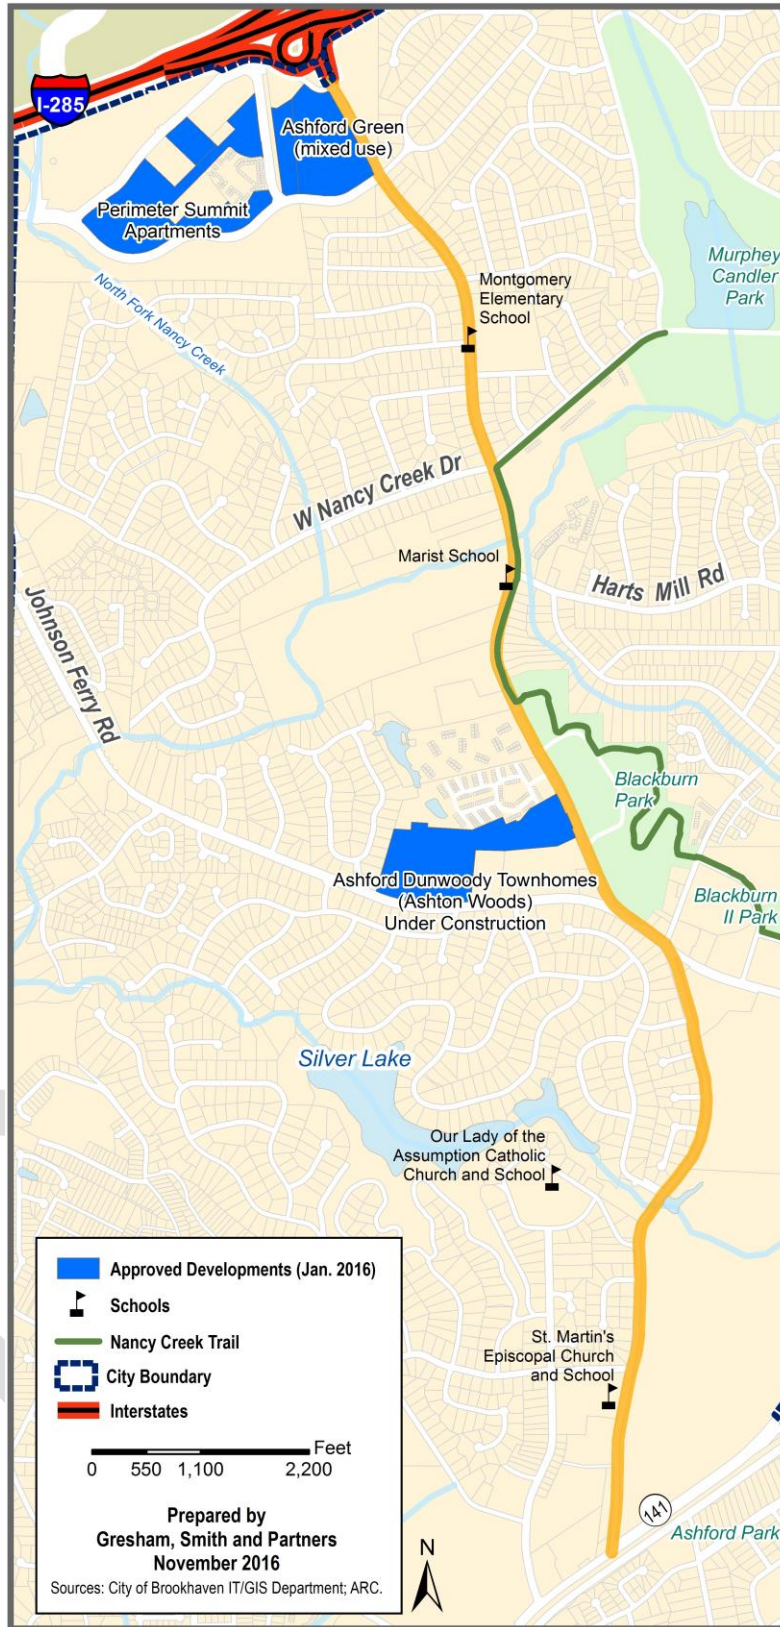 I-285
Ashford Green
(mixed use)
Perimeter Summit
Apartments
North Fork Nancy Creek
Murphey
Candler
Park
Montgomery
Elementary
School
W Nancy Creek Dr
Marist School
Harts Mill Rd
Johnson Ferry Rd
Blackburn
Park
Ashford Dunwoody Townhomes
(Ashton Woods)
Under Construction
Blackburn
II Park
Silver Lake
Our Lady of the
Assumption Catholic
Church and School
St. Martin's
Episcopal Church
and School
141
Ashford Park
Approved Developments (Jan. 2016)
Schools
Nancy Creek Trail
City Boundary
Interstates
Feet
0 550 1,100 2,200
Prepared by
Gresham, Smith and Partners
November 2016
Sources: City of Brookhaven IT/GIS Department; ARC.
N